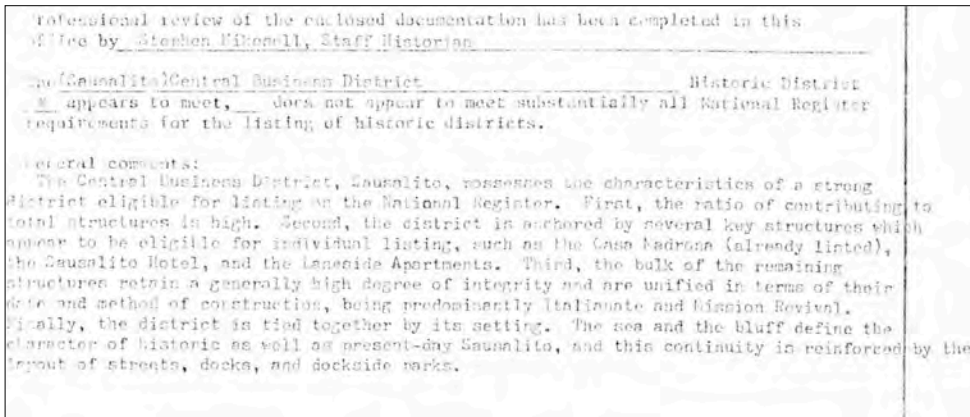 Professional review of the enclosed documentation has been completed in this
office by Stephen Mikesell, Staff Historian
The (Sausalito)Central Business District Historic District
x appears to meet, __ does not appear to meet substantially all National Register
requirements for the listing of historic districts.
General comments:
The Central Business District, Sausalito, possesses the characteristics of a strong
district eligible for listing on the National Register. First, the ratio of contributing to
total structures is high. Second, the district is anchored by several key structures which
appear to be eligible for individual listing, such as the Casa Madrona (already listed),
the Sausalito Hotel, and the Laneside Apartments. Third, the bulk of the remaining
structures retain a generally high degree of integrity and are unified in terms of their
date and method of construction, being predominantly Italianate and Mission Revival.
Finally, the district is tied together by its setting. The sea and the bluff define the
character of historic as well as present-day Sausalito, and this continuity is reinforced by the
layout of streets, docks, and dockside parks.